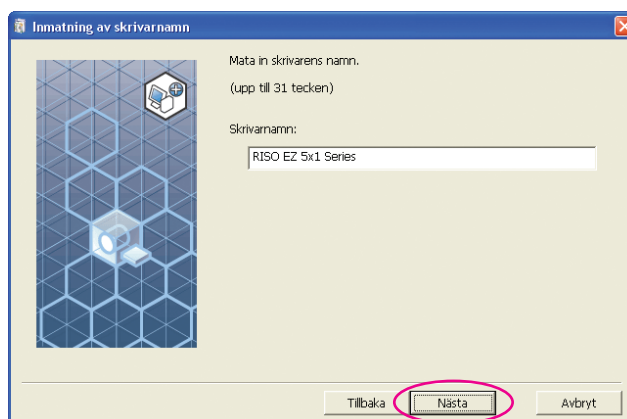 Inmatning av skrivarnamn
Mata in skrivarens namn.
(upp till 31 tecken)
Skrivarnamn:
RISO EZ 5x1 Series
Tillbaka
Nästa
Avbryt